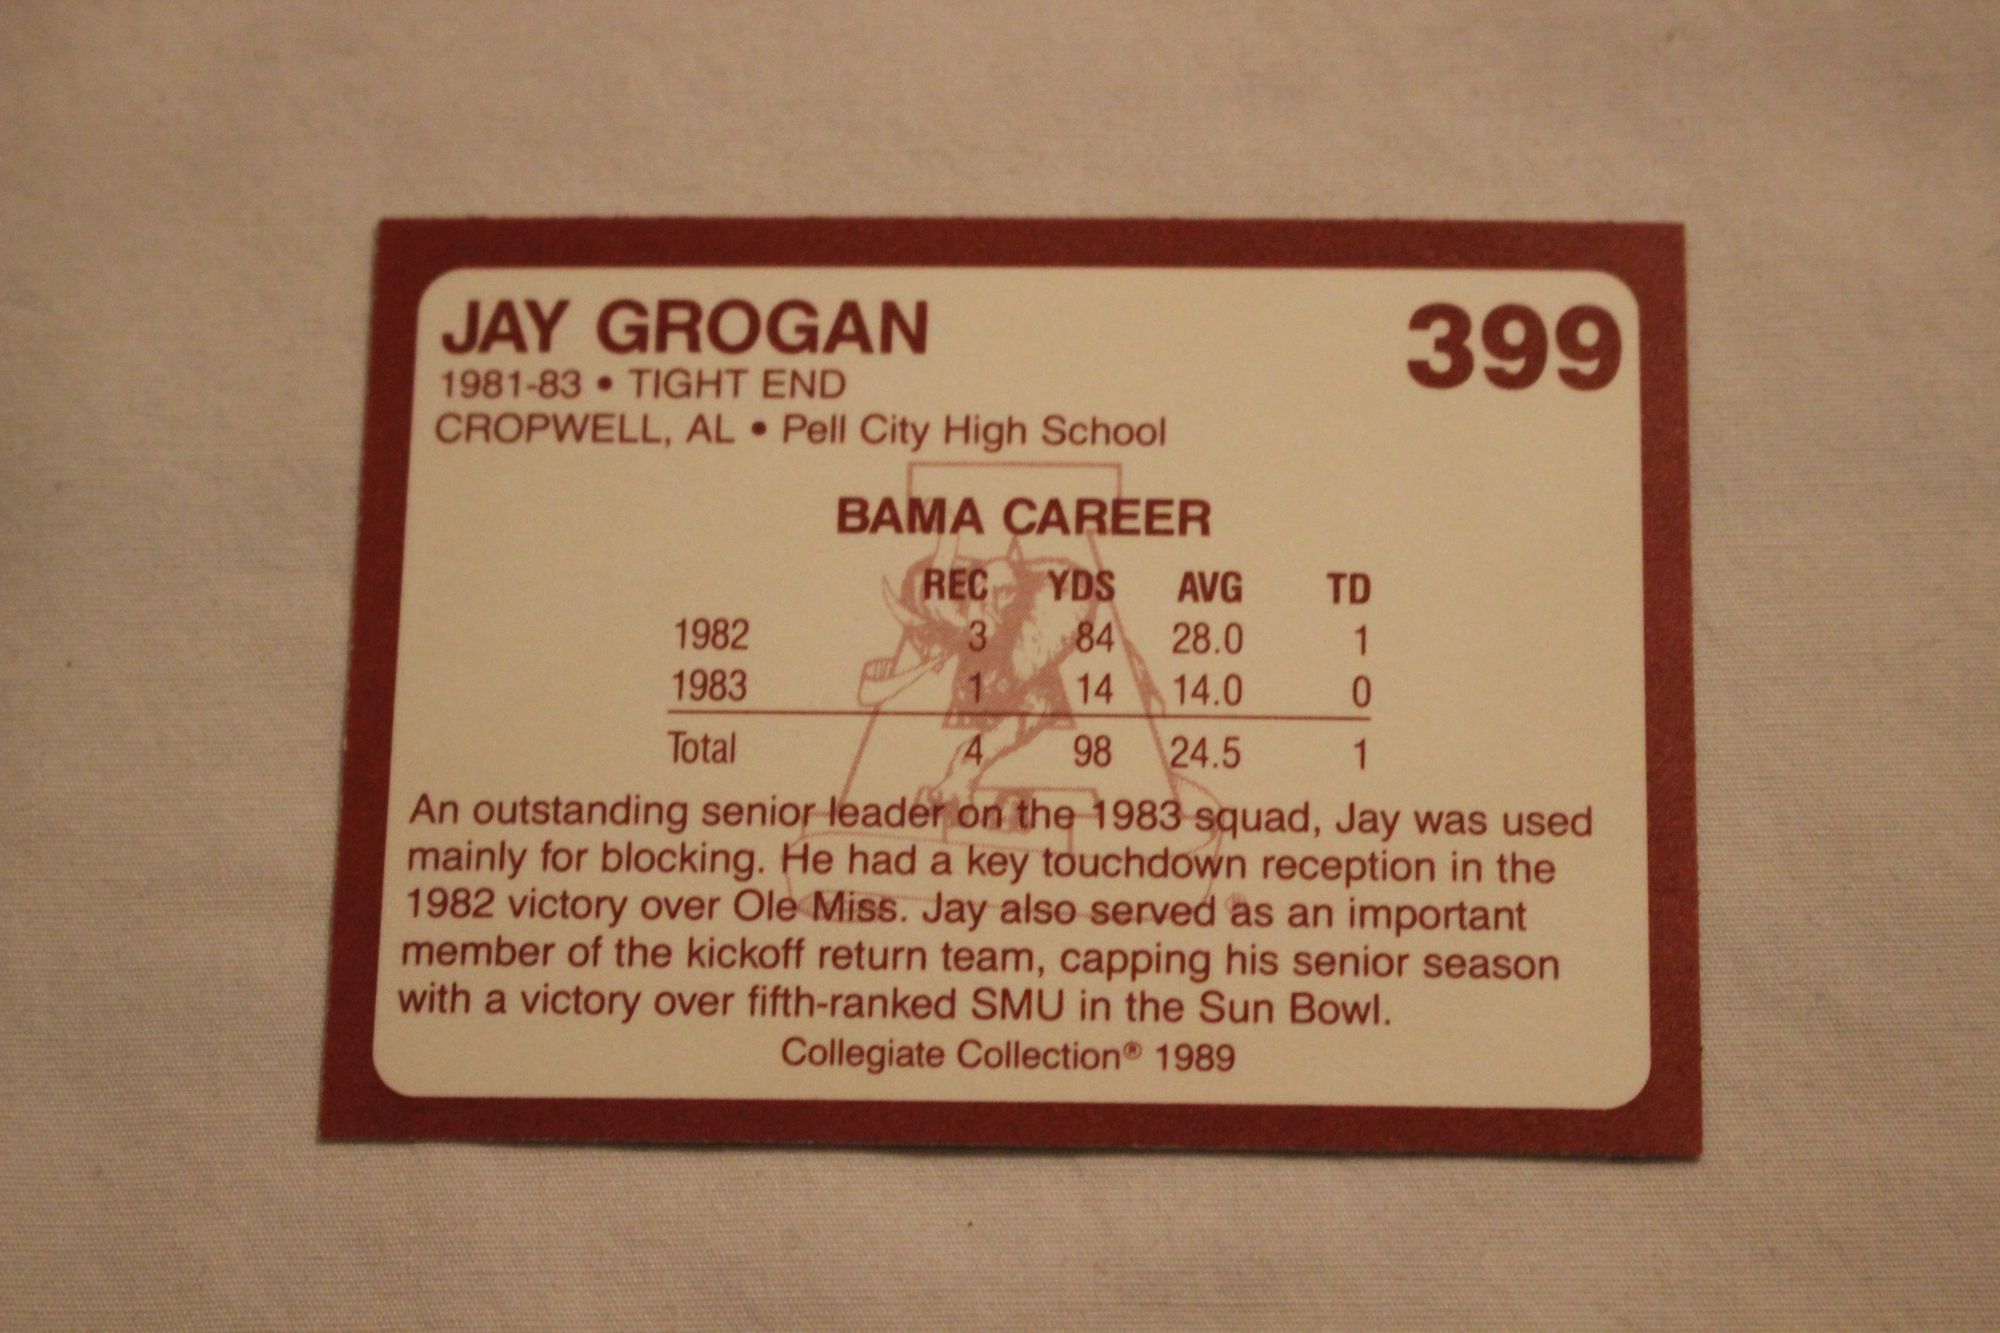 JAY GROGAN 399
1981-83 • TIGHT END
CROPWELL, AL • Pell City High School
BAMA CAREER
REC YDS AVG TD
1982 3 84 28.0 1
1983 1 14 14.0 0
Total 4 98 24.5 1
An outstanding senior leader on the 1983 squad, Jay was used
mainly for blocking. He had a key touchdown reception in the
1982 victory over Ole Miss. Jay also served as an important
member of the kickoff return team, capping his senior season
with a victory over fifth-ranked SMU in the Sun Bowl.
Collegiate Collection® 1989